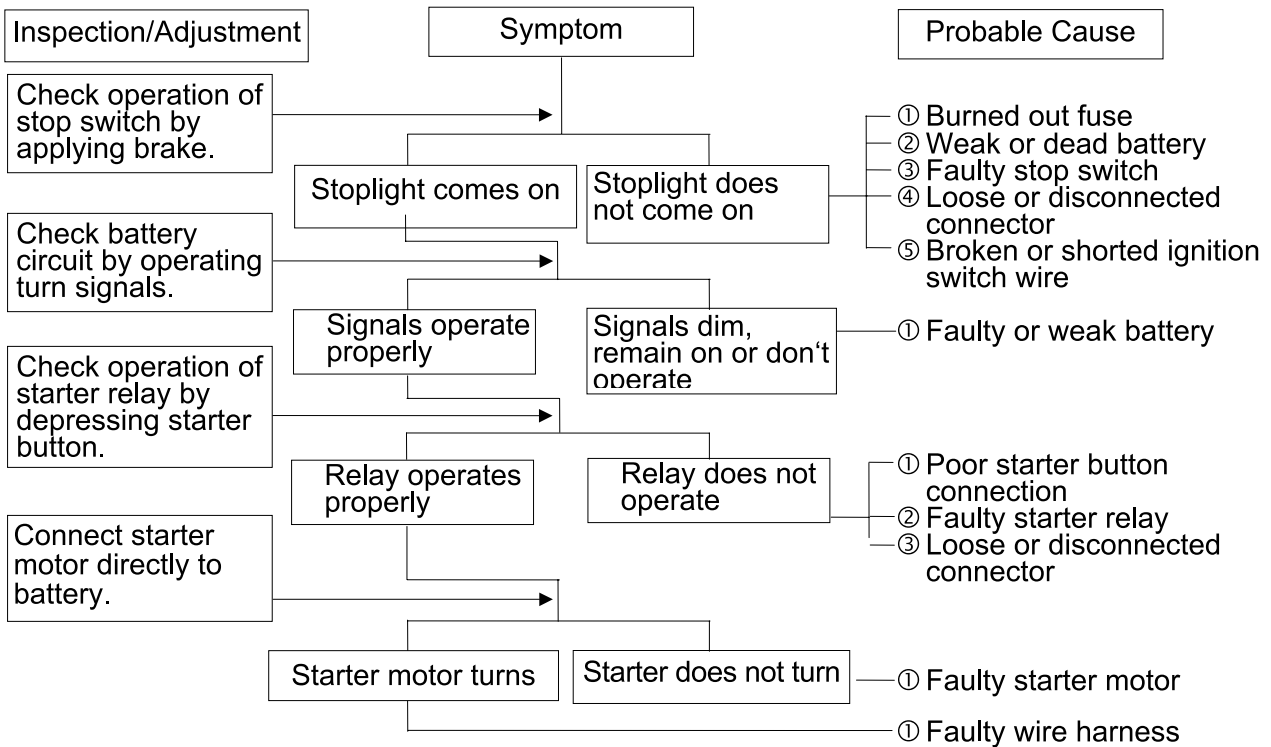 Inspection/Adjustment
Symptom
Probable Cause
Check operation of
stop switch by
applying brake.
Stoplight comes on
Stoplight does
not come on
① Burned out fuse
② Weak or dead battery
③ Faulty stop switch
④ Loose or disconnected
connector
⑤ Broken or shorted ignition
switch wire
Check battery
circuit by operating
turn signals.
Signals operate
properly
Signals dim,
remain on or don‘t
operate
① Faulty or weak battery
Check operation of
starter relay by
depressing starter
button.
Relay operates
properly
Relay does not
operate
① Poor starter button
connection
② Faulty starter relay
③ Loose or disconnected
connector
Connect starter
motor directly to
battery.
Starter motor turns
Starter does not turn
① Faulty starter motor
① Faulty wire harness